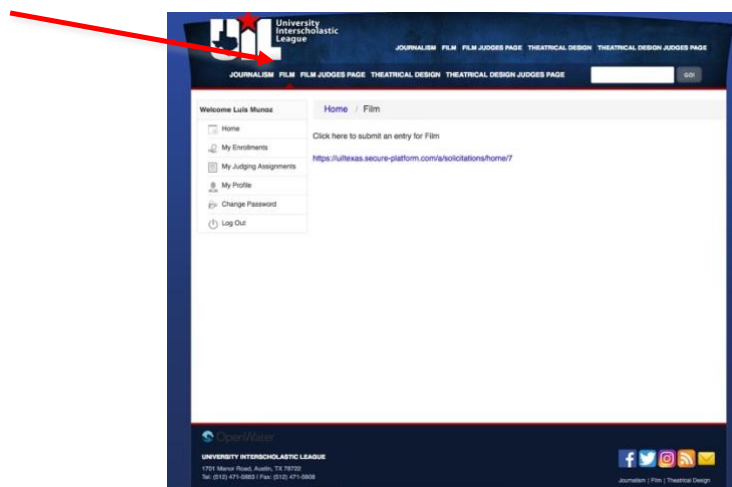 UIL
University
Interscholastic
League
JOURNALISM FILM FILM JUDGES PAGE THEATRICAL DESIGN THEATRICAL DESIGN JUDGES PAGE
JOURNALISM FILM FILM JUDGES PAGE THEATRICAL DESIGN THEATRICAL DESIGN JUDGES PAGE
GO!
Welcome Luis Munoz
Home / Film
Home
My Enrollments
My Judging Assignments
My Profile
Change Password
Log Out
Click here to submit an entry for Film
https://uiltexas.secure-platform.com/a/solicitations/home/7
OpenWater
UNIVERSITY INTERSCHOLASTIC LEAGUE
1701 Manor Road, Austin, TX 78722
Tel: (512) 471-5883 | Fax: (512) 471-5908
Journalism | Film | Theatrical Design